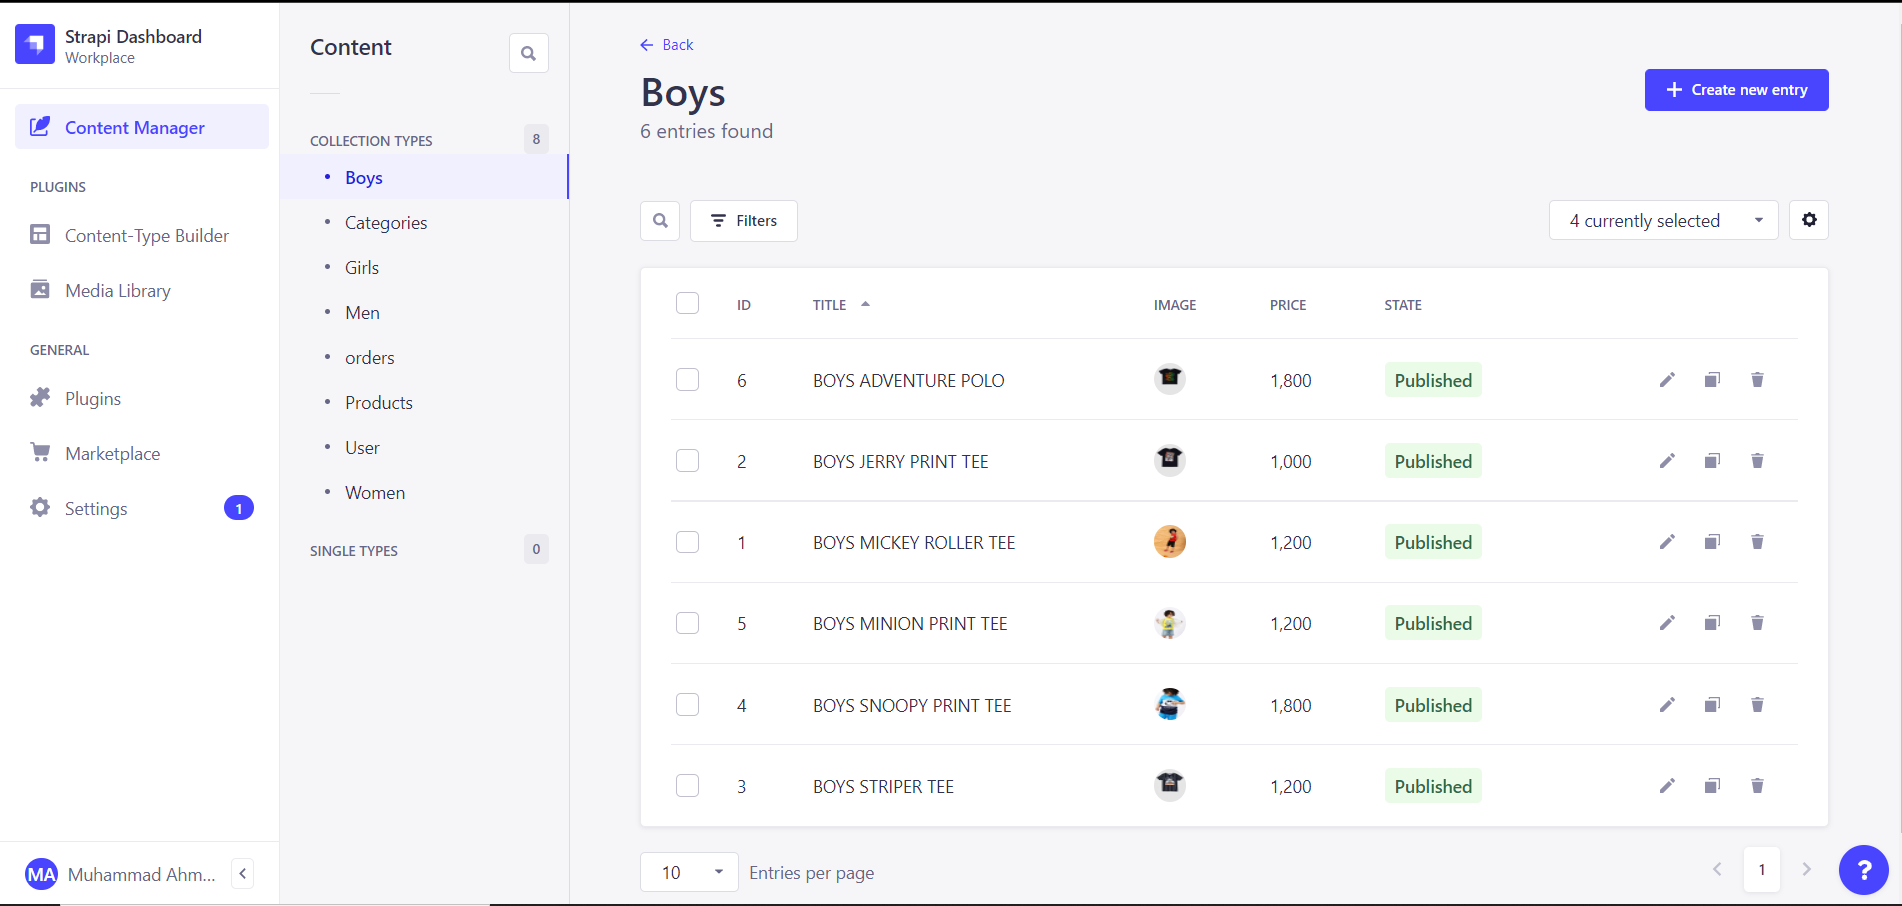 Strapi Dashboard
Workplace
Content Manager
PLUGINS
Content-Type Builder
Media Library
GENERAL
Plugins
Marketplace
Settings
1
MA
Muhammad Ahm...
Content
COLLECTION TYPES
8
Boys
Categories
Girls
Men
orders
Products
User
Women
SINGLE TYPES
0
Back
Boys
6 entries found
Create new entry
Filters
4 currently selected
ID TITLE IMAGE PRICE STATE
6 BOYS ADVENTURE POLO 1,800 Published
2 BOYS JERRY PRINT TEE 1,000 Published
1 BOYS MICKEY ROLLER TEE 1,200 Published
5 BOYS MINION PRINT TEE 1,200 Published
4 BOYS SNOOPY PRINT TEE 1,800 Published
3 BOYS STRIPER TEE 1,200 Published
10 Entries per page
1
?